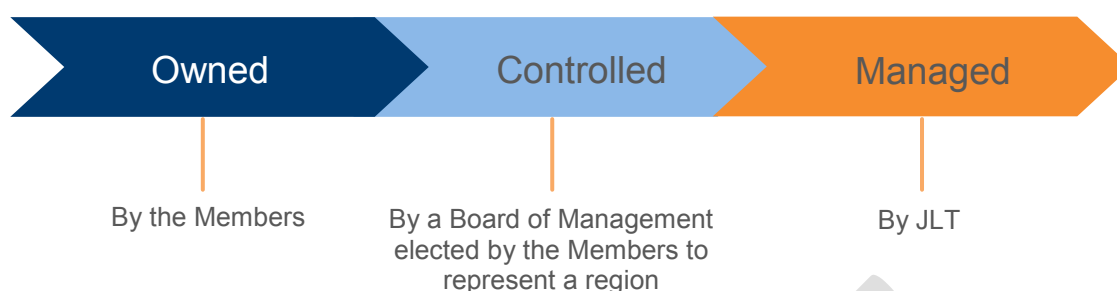 Owned
Controlled
Managed
By the Members
By a Board of Management
elected by the Members to
represent a region
By JLT